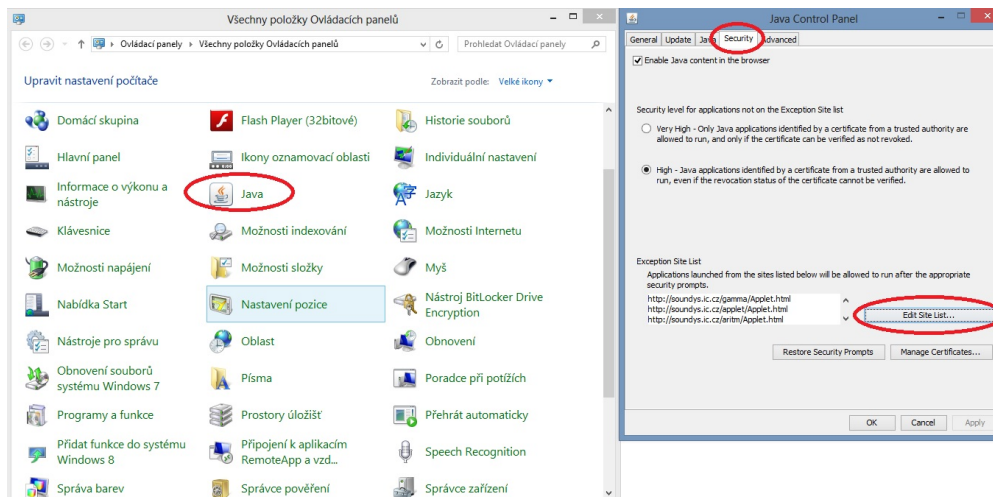 Všechny položky Ovládacích panelů
Ovládací panely
Všechny položky Ovládacích panelů
Prohledat Ovládací panely
Upravit nastavení počítače
Zobrazit podle: Velké ikony
Domácí skupina
Flash Player (32bitové)
Historie souborů
Hlavní panel
Ikony oznamovací oblasti
Individuální nastavení
Informace o výkonu a
nástroje
Java
Jazyk
Klávesnice
Možnosti indexování
Možnosti Internetu
Možnosti napájení
Možnosti složky
Myš
Nabídka Start
Nastavení pozice
Nástroj BitLocker Drive
Encryption
Nástroje pro správu
Oblast
Obnovení
Obnovení souborů
systému Windows 7
Písma
Poradce při potížích
Programy a funkce
Prostory úložišť
Přehrát automaticky
Přidat funkce do systému
Windows 8
Připojení k aplikacím
RemoteApp a vzd...
Speech Recognition
Správa barev
Správce pověření
Správce zařízení
Java Control Panel
General Update Java Security Advanced
Enable Java content in the browser
Security level for applications not on the Exception Site list
Very High - Only Java applications identified by a certificate from a trusted authority are
allowed to run, and only if the certificate can be verified as not revoked.
High - Java applications identified by a certificate from a trusted authority are allowed to
run, even if the revocation status of the certificate cannot be verified.
Exception Site List
Applications launched from the sites listed below will be allowed to run after the appropriate
security prompts.
http://soundys.ic.cz/gamma/Applet.html
http://soundys.ic.cz/applet/Applet.html
http://soundys.ic.cz/aritm/Applet.html
Edit Site List...
Restore Security Prompts
Manage Certificates...
OK
Cancel
Apply